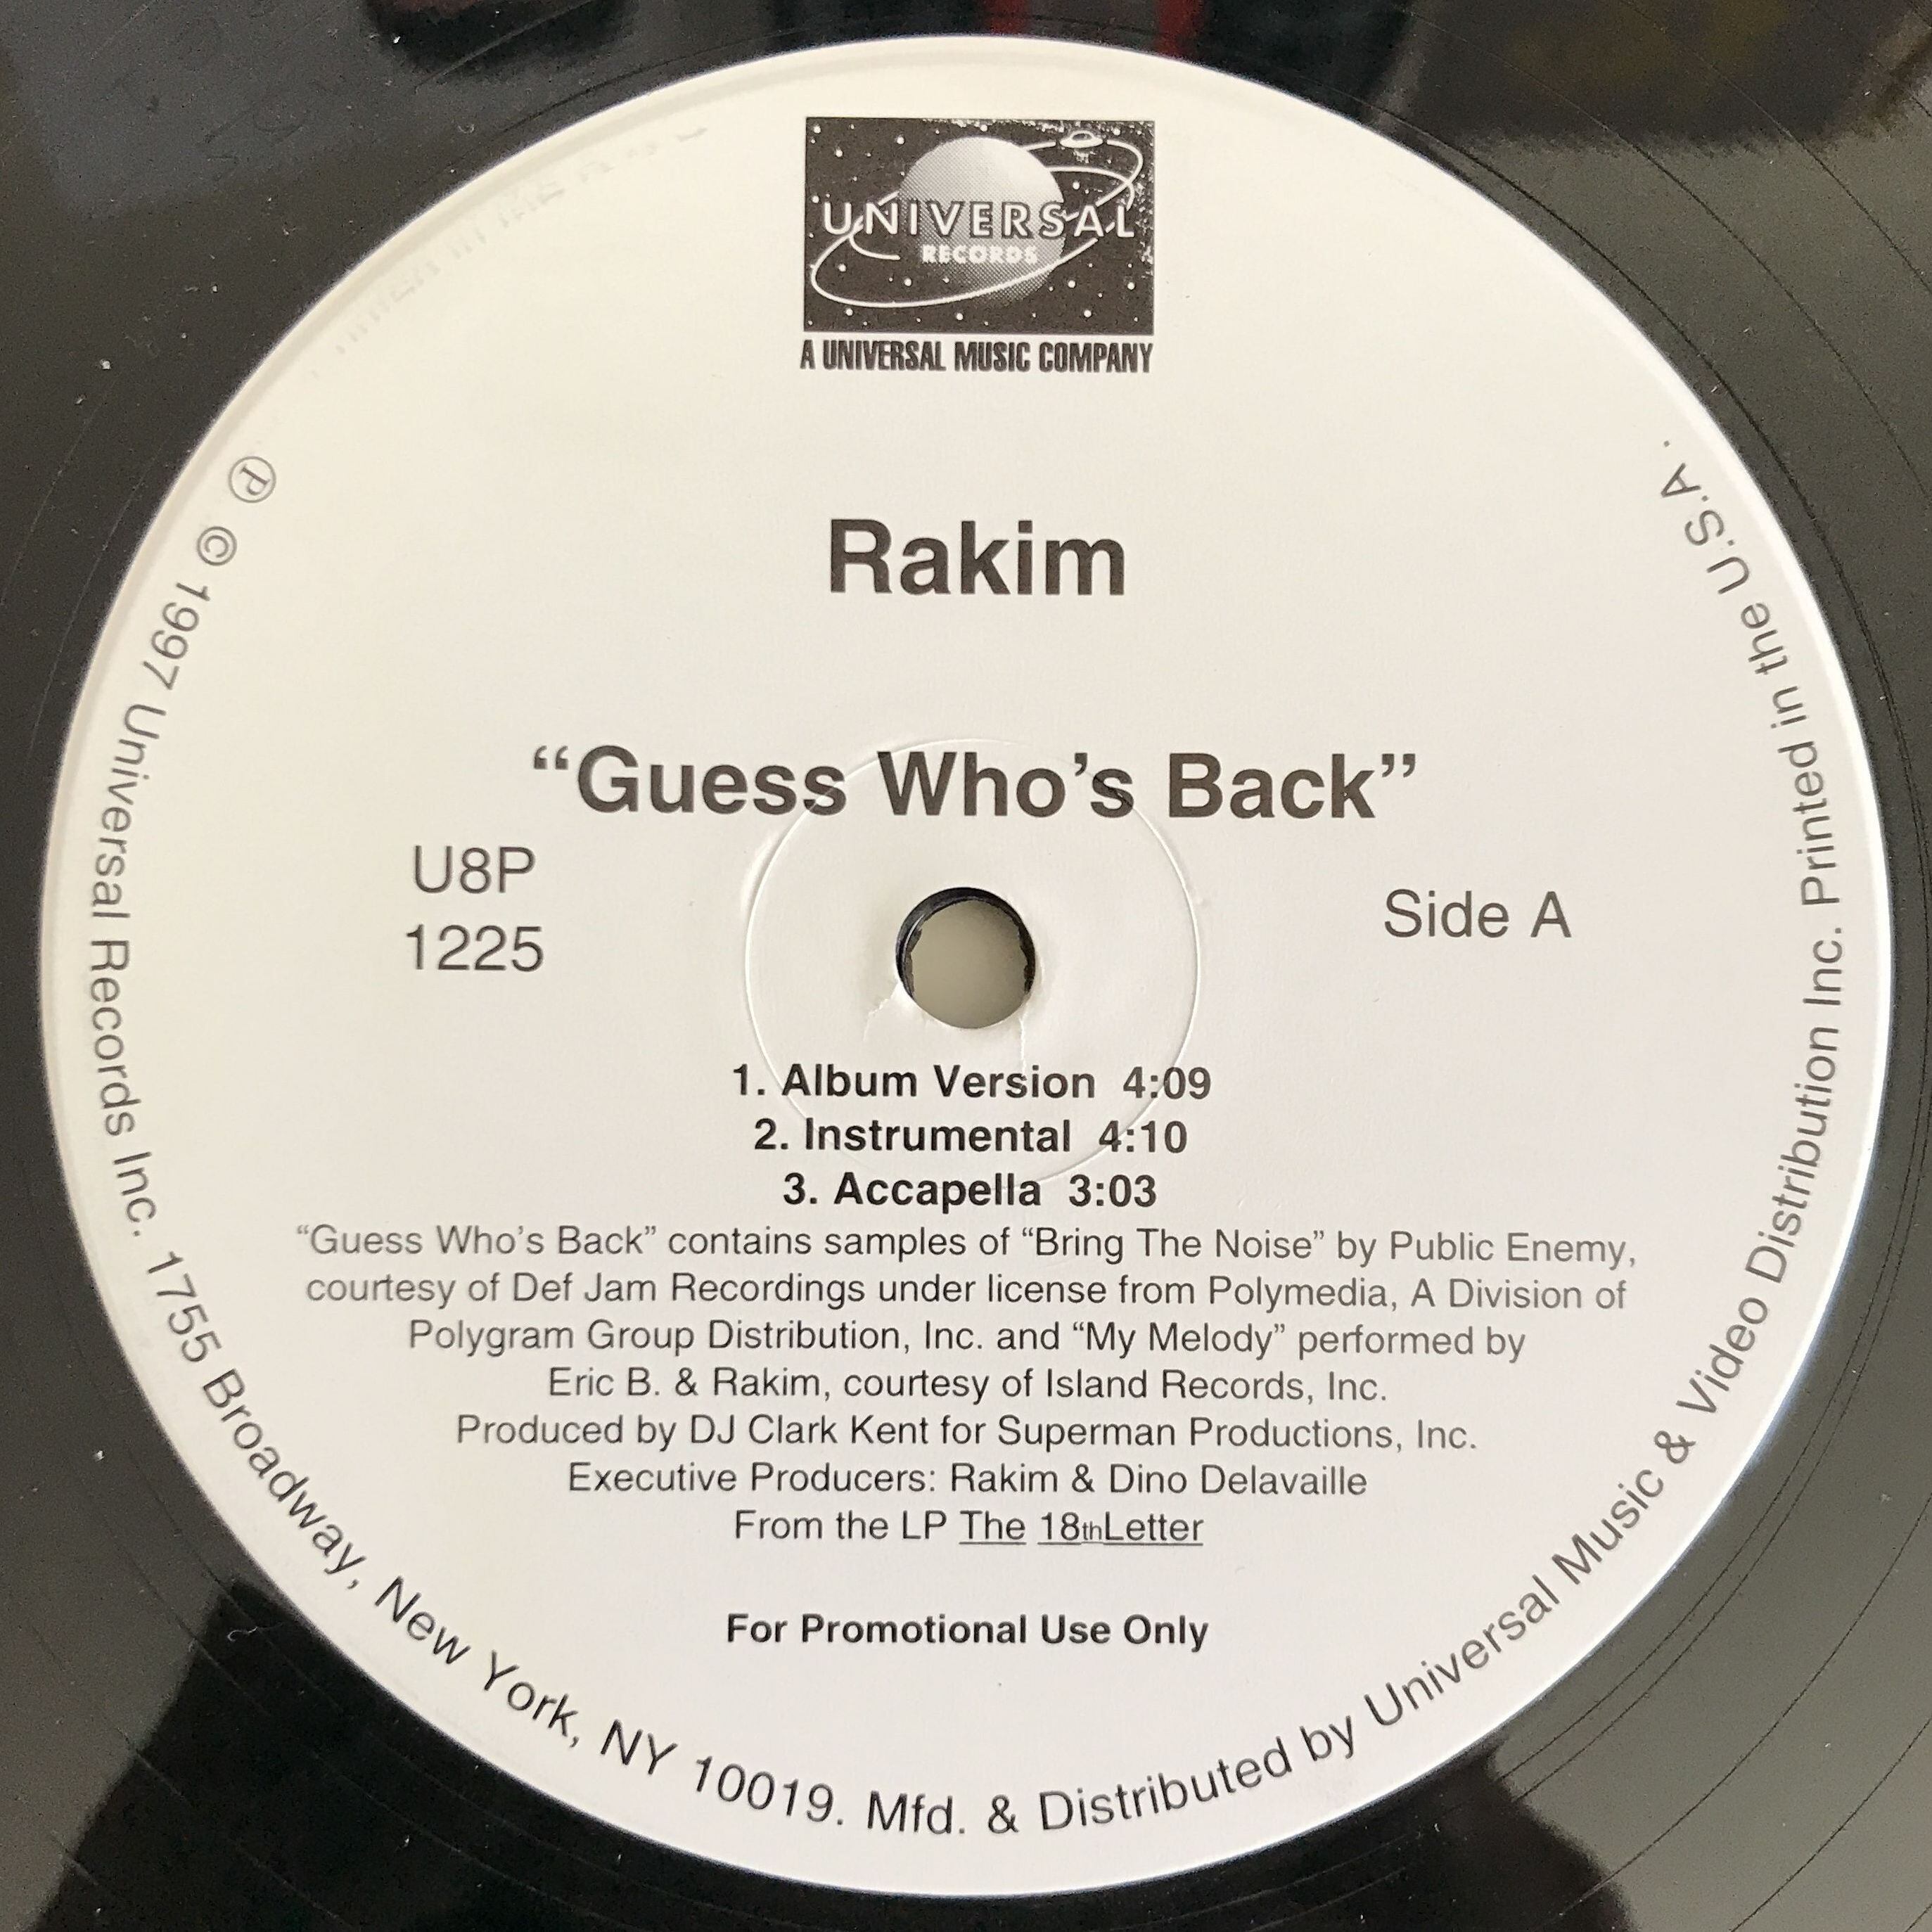 UNIVERSAL
RECORDS
A UNIVERSAL MUSIC COMPANY
Rakim
“Guess Who’s Back”
U8P
1225
Side A
1. Album Version 4:09
2. Instrumental 4:10
3. Accapella 3:03
“Guess Who’s Back” contains samples of “Bring The Noise” by Public Enemy,
courtesy of Def Jam Recordings under license from Polymedia, A Division of
Polygram Group Distribution, Inc. and “My Melody” performed by
Eric B. & Rakim, courtesy of Island Records, Inc.
Produced by DJ Clark Kent for Superman Productions, Inc.
Executive Producers: Rakim & Dino Delavaille
From the LP The 18thLetter
For Promotional Use Only
Ⓟ © 1997 Universal Records Inc. 1755 Broadway, New York, NY 10019. Mfd. & Distributed by Universal Music & Video Distribution Inc. Printed in the U.S.A.